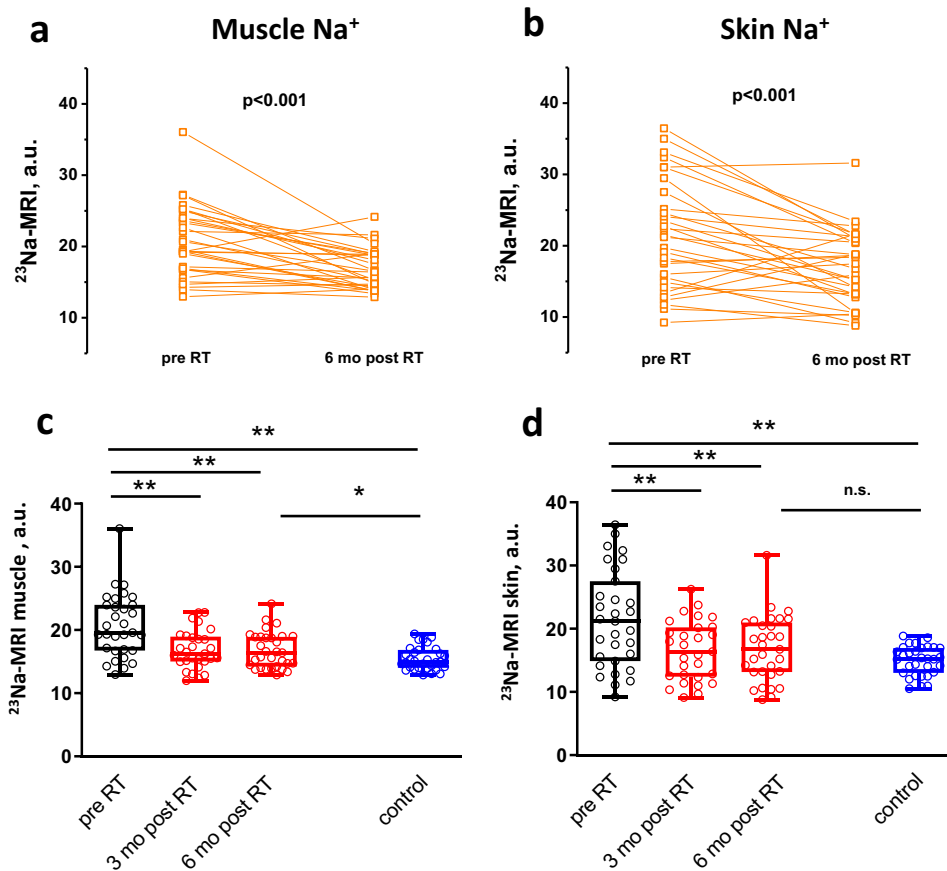 a
Muscle Na⁺
²³Na-MRI, a.u.
40
30
20
10
p<0.001
pre RT
6 mo post RT
b
Skin Na⁺
²³Na-MRI, a.u.
40
30
20
10
p<0.001
pre RT
6 mo post RT
c
²³Na-MRI muscle , a.u.
40
30
20
10
0
**
**
**
*
pre RT
3 mo post RT
6 mo post RT
control
d
²³Na-MRI skin, a.u.
40
30
20
10
0
**
**
**
n.s.
pre RT
3 mo post RT
6 mo post RT
control